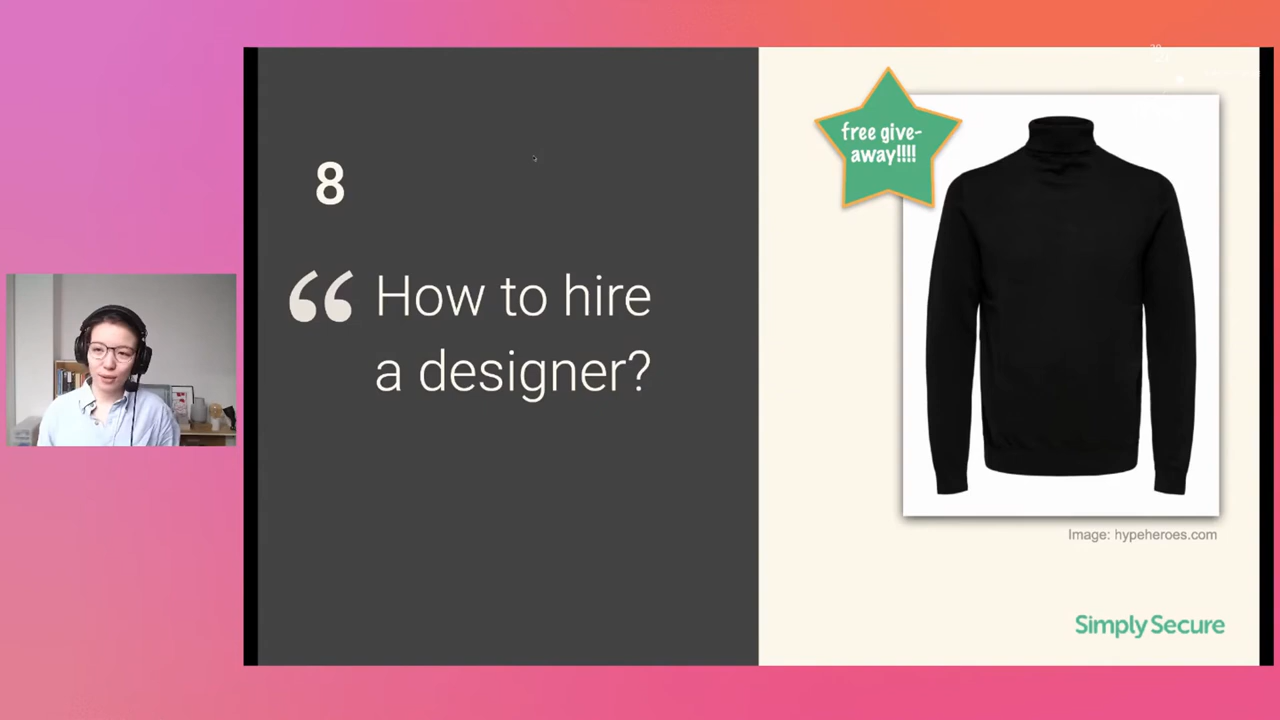 8
“ How to hire
a designer?
free give-
away!!!!
Image: hypeheroes.com
Simply Secure